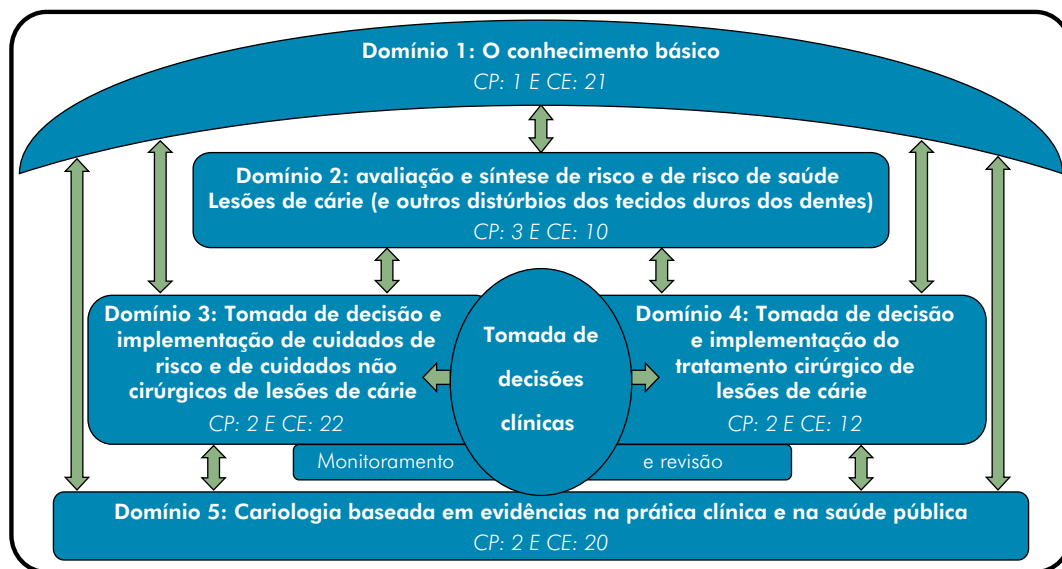 Domínio 1: O conhecimento básico
CP: 1 E CE: 21
Domínio 2: avaliação e síntese de risco e de risco de saúde
Lesões de cárie (e outros distúrbios dos tecidos duros dos dentes)
CP: 3 E CE: 10
Domínio 3: Tomada de decisão e
implementação de cuidados de
risco e de cuidados não
cirúrgicos de lesões de cárie
CP: 2 E CE: 22
Tomada de
decisões
clínicas
Domínio 4: Tomada de decisão
e implementação do
tratamento cirúrgico de
lesões de cárie
CP: 2 E CE: 12
Monitoramento e revisão
Domínio 5: Cariologia baseada em evidências na prática clínica e na saúde pública
CP: 2 E CE: 20